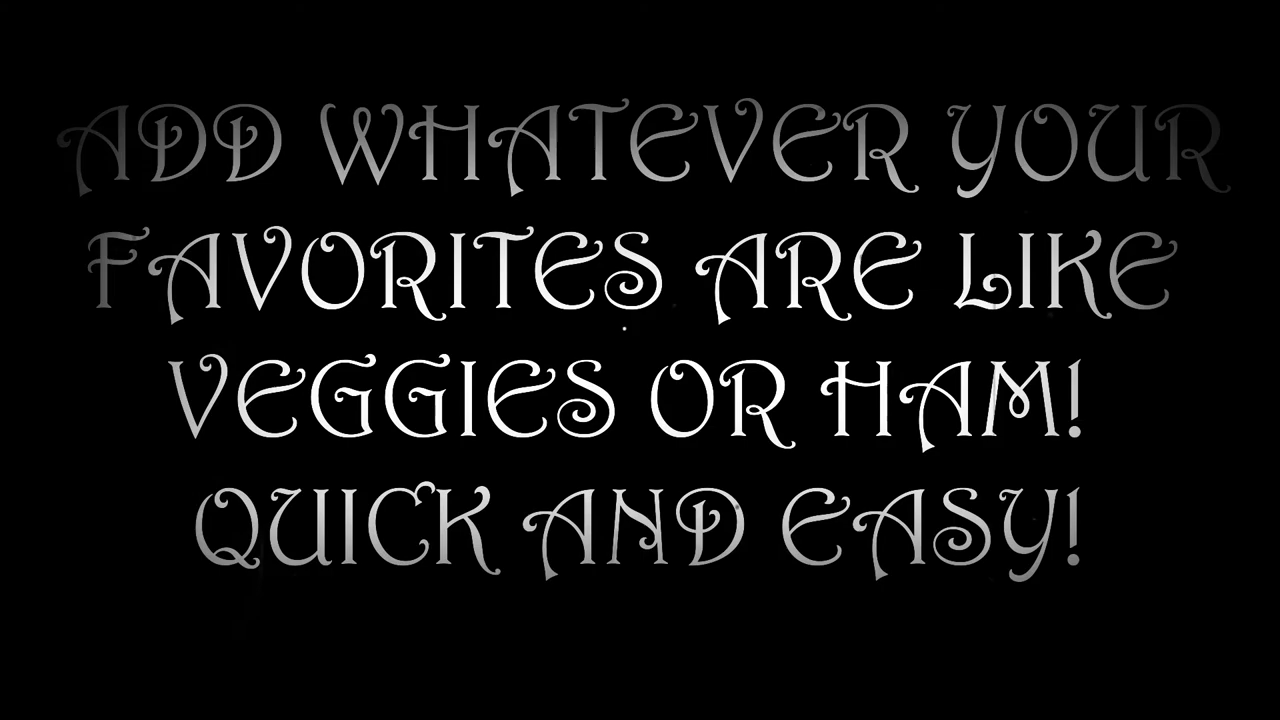 ADD WHATEVER YOUR
FAVORITES ARE LIKE
VEGGIES OR HAM!
QUICK AND EASY!